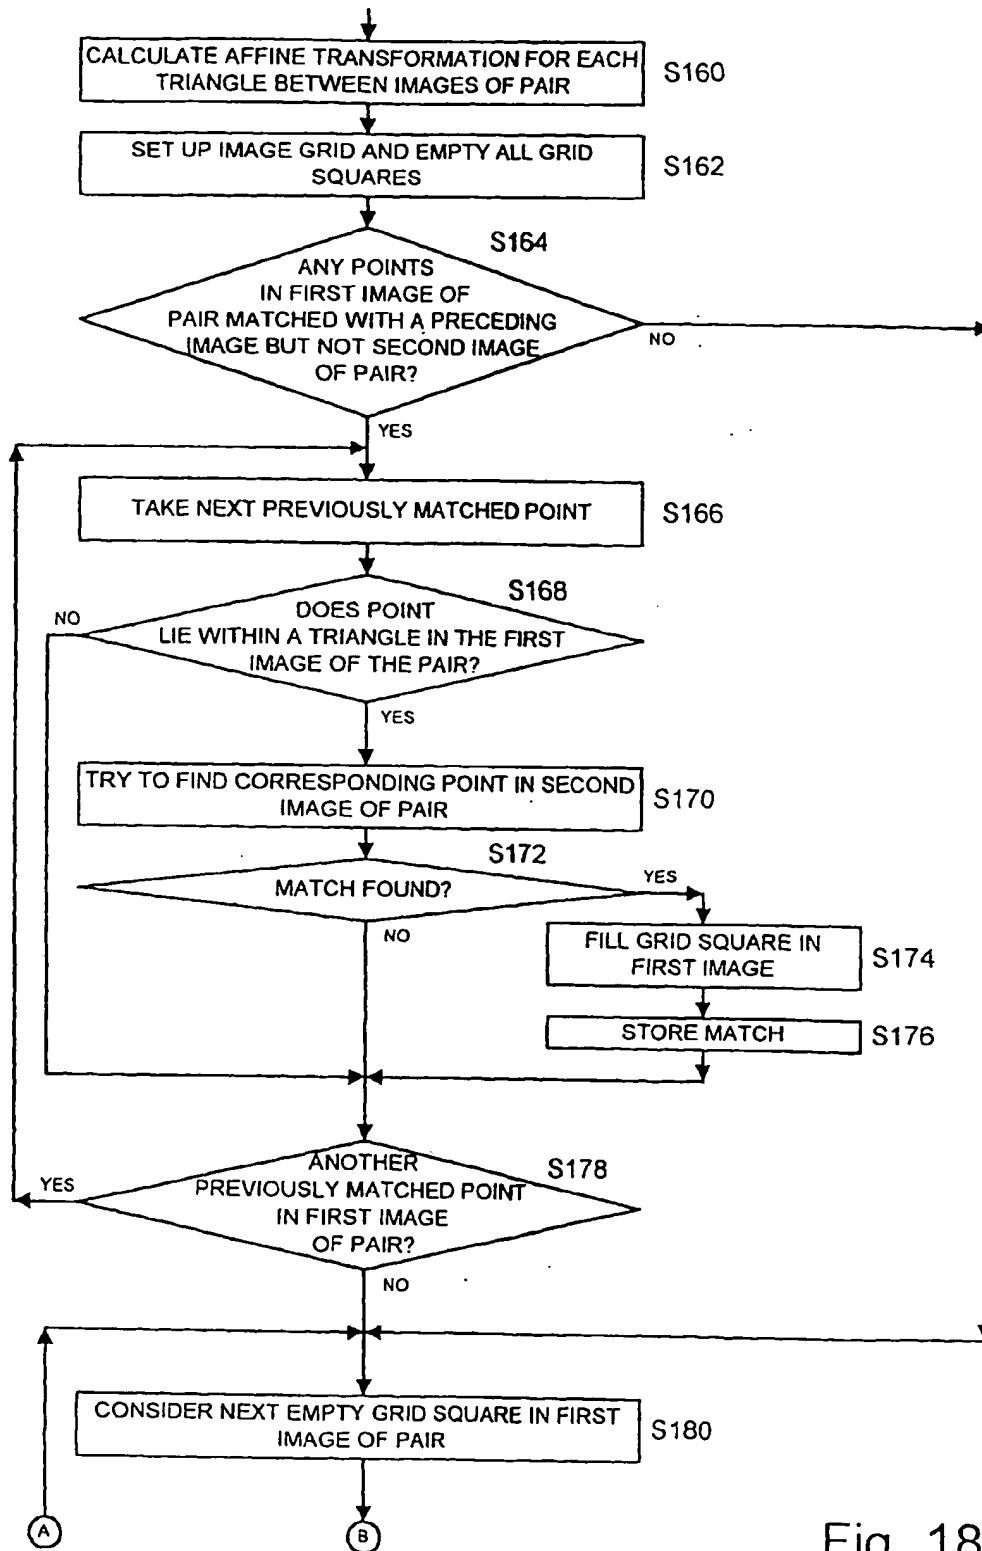 CALCULATE AFFINE TRANSFORMATION FOR EACH
TRIANGLE BETWEEN IMAGES OF PAIR
S160
SET UP IMAGE GRID AND EMPTY ALL GRID
SQUARES
S162
S164
ANY POINTS
IN FIRST IMAGE OF
PAIR MATCHED WITH A PRECEDING
IMAGE BUT NOT SECOND IMAGE
OF PAIR?
NO
YES
TAKE NEXT PREVIOUSLY MATCHED POINT
S166
S168
NO
DOES POINT
LIE WITHIN A TRIANGLE IN THE FIRST
IMAGE OF THE PAIR?
YES
TRY TO FIND CORRESPONDING POINT IN SECOND
IMAGE OF PAIR
S170
S172
MATCH FOUND?
YES
NO
FILL GRID SQUARE IN
FIRST IMAGE
S174
STORE MATCH
S176
S178
YES
ANOTHER
PREVIOUSLY MATCHED POINT
IN FIRST IMAGE
OF PAIR?
NO
CONSIDER NEXT EMPTY GRID SQUARE IN FIRST
IMAGE OF PAIR
S180
A
B
Fig. 18